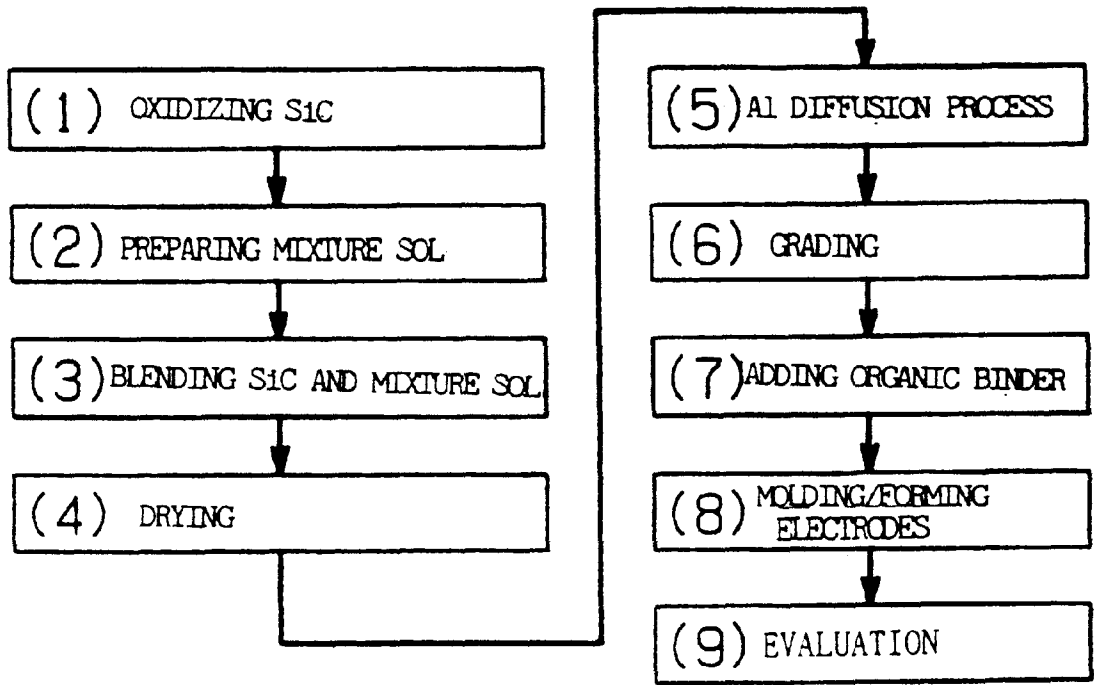 (1) OXIDIZING SiC
(2) PREPARING MIXTURE SOL
(3) BLENDING SiC AND MIXTURE SOL
(4) DRYING
(5) Al DIFFUSION PROCESS
(6) GRADING
(7) ADDING ORGANIC BINDER
(8) MOLDING/FORMING
ELECTRODES
(9) EVALUATION